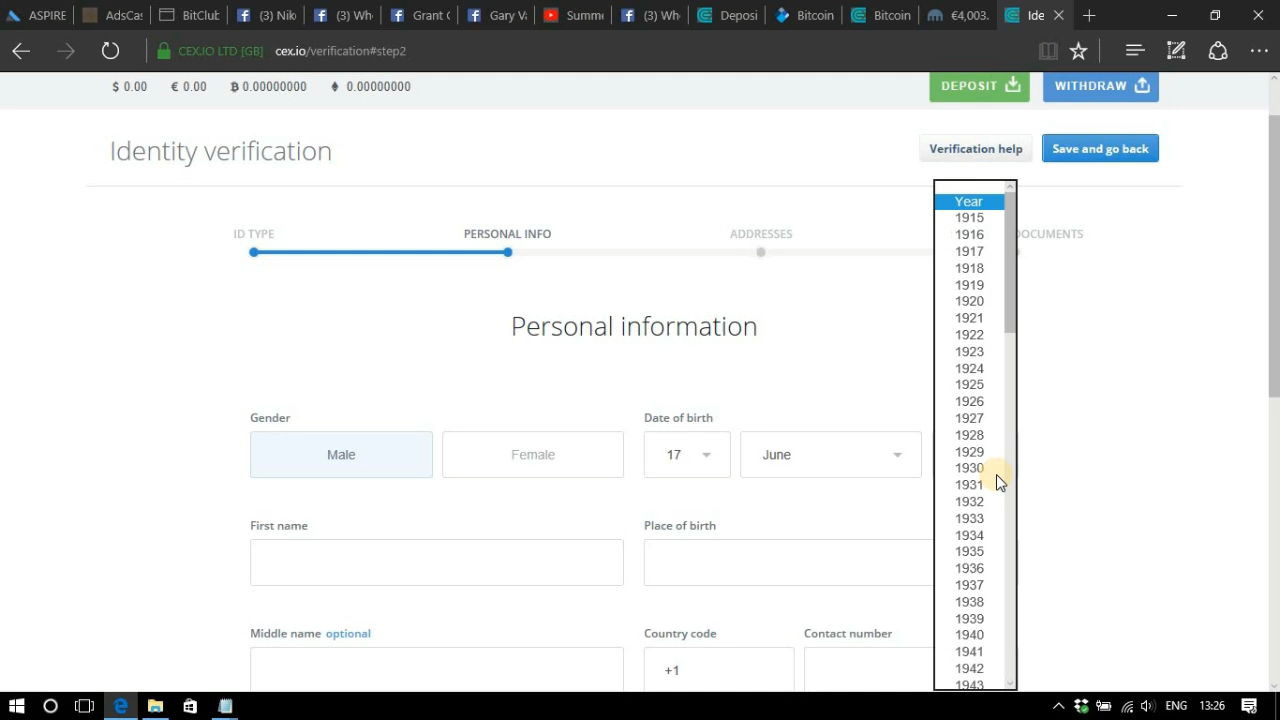 ASPIRE
AdsCas
BitClub
(3) Nik
(3) Wh
Grant C
Gary Va
Summe
(3) Wh
Deposi
Bitcoin
Bitcoin
€4,003.
Ide
CEX.IO LTD [GB] cex.io/verification#step2
$ 0.00 € 0.00 ฿ 0.00000000 0.00000000
DEPOSIT WITHDRAW
Identity verification
Verification help Save and go back
ID TYPE PERSONAL INFO ADDRESSES DOCUMENTS
Personal information
Gender Date of birth
Male Female 17 June
First name Place of birth
Middle name optional Country code Contact number
+1
Year
1915
1916
1917
1918
1919
1920
1921
1922
1923
1924
1925
1926
1927
1928
1929
1930
1931
1932
1933
1934
1935
1936
1937
1938
1939
1940
1941
1942
1943
ENG 13:26